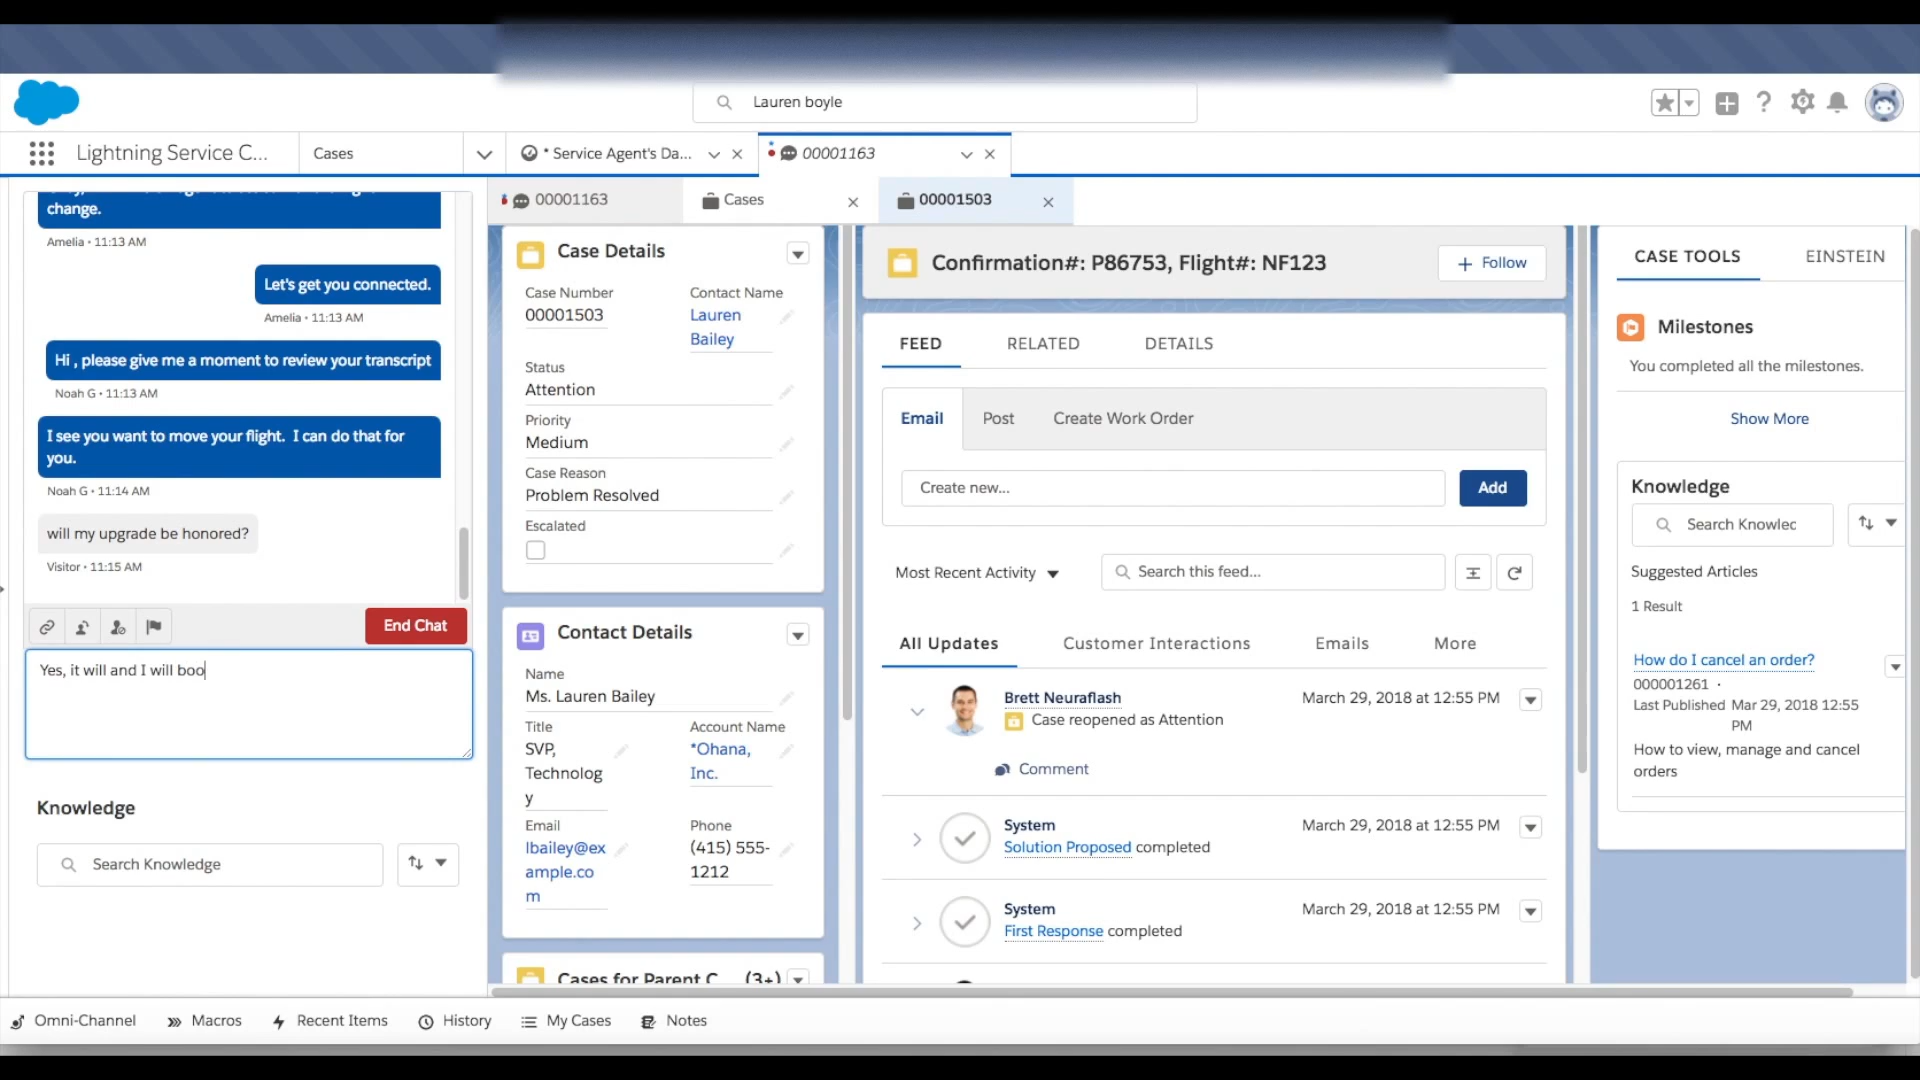 Lauren boyle
Lightning Service C...
Cases
* Service Agent's Da...
00001163
00001163
Cases
00001503
change.
Amelia • 11:13 AM
Let's get you connected.
Amelia • 11:13 AM
Hi , please give me a moment to review your transcript
Noah G • 11:13 AM
I see you want to move your flight. I can do that for
you.
Noah G • 11:14 AM
will my upgrade be honored?
Visitor • 11:15 AM
End Chat
Yes, it will and I will boo
Knowledge
Search Knowledge
Case Details
Case Number
00001503
Contact Name
Lauren
Bailey
Status
Attention
Priority
Medium
Case Reason
Problem Resolved
Escalated
Contact Details
Name
Ms. Lauren Bailey
Title
SVP,
Technolog
y
Account Name
*Ohana,
Inc.
Email
lbailey@ex
ample.co
m
Phone
(415) 555-
1212
Cases for Parent C... (3+)
Confirmation#: P86753, Flight#: NF123
+ Follow
FEED
RELATED
DETAILS
Email
Post
Create Work Order
Create new...
Add
Most Recent Activity
Search this feed...
All Updates
Customer Interactions
Emails
More
Brett Neuraflash
March 29, 2018 at 12:55 PM
Case reopened as Attention
Comment
System
March 29, 2018 at 12:55 PM
Solution Proposed completed
System
March 29, 2018 at 12:55 PM
First Response completed
CASE TOOLS
EINSTEIN
Milestones
You completed all the milestones.
Show More
Knowledge
Search Knowlec
Suggested Articles
1 Result
How do I cancel an order?
000001261 •
Last Published Mar 29, 2018 12:55
PM
How to view, manage and cancel
orders
Omni-Channel
Macros
Recent Items
History
My Cases
Notes